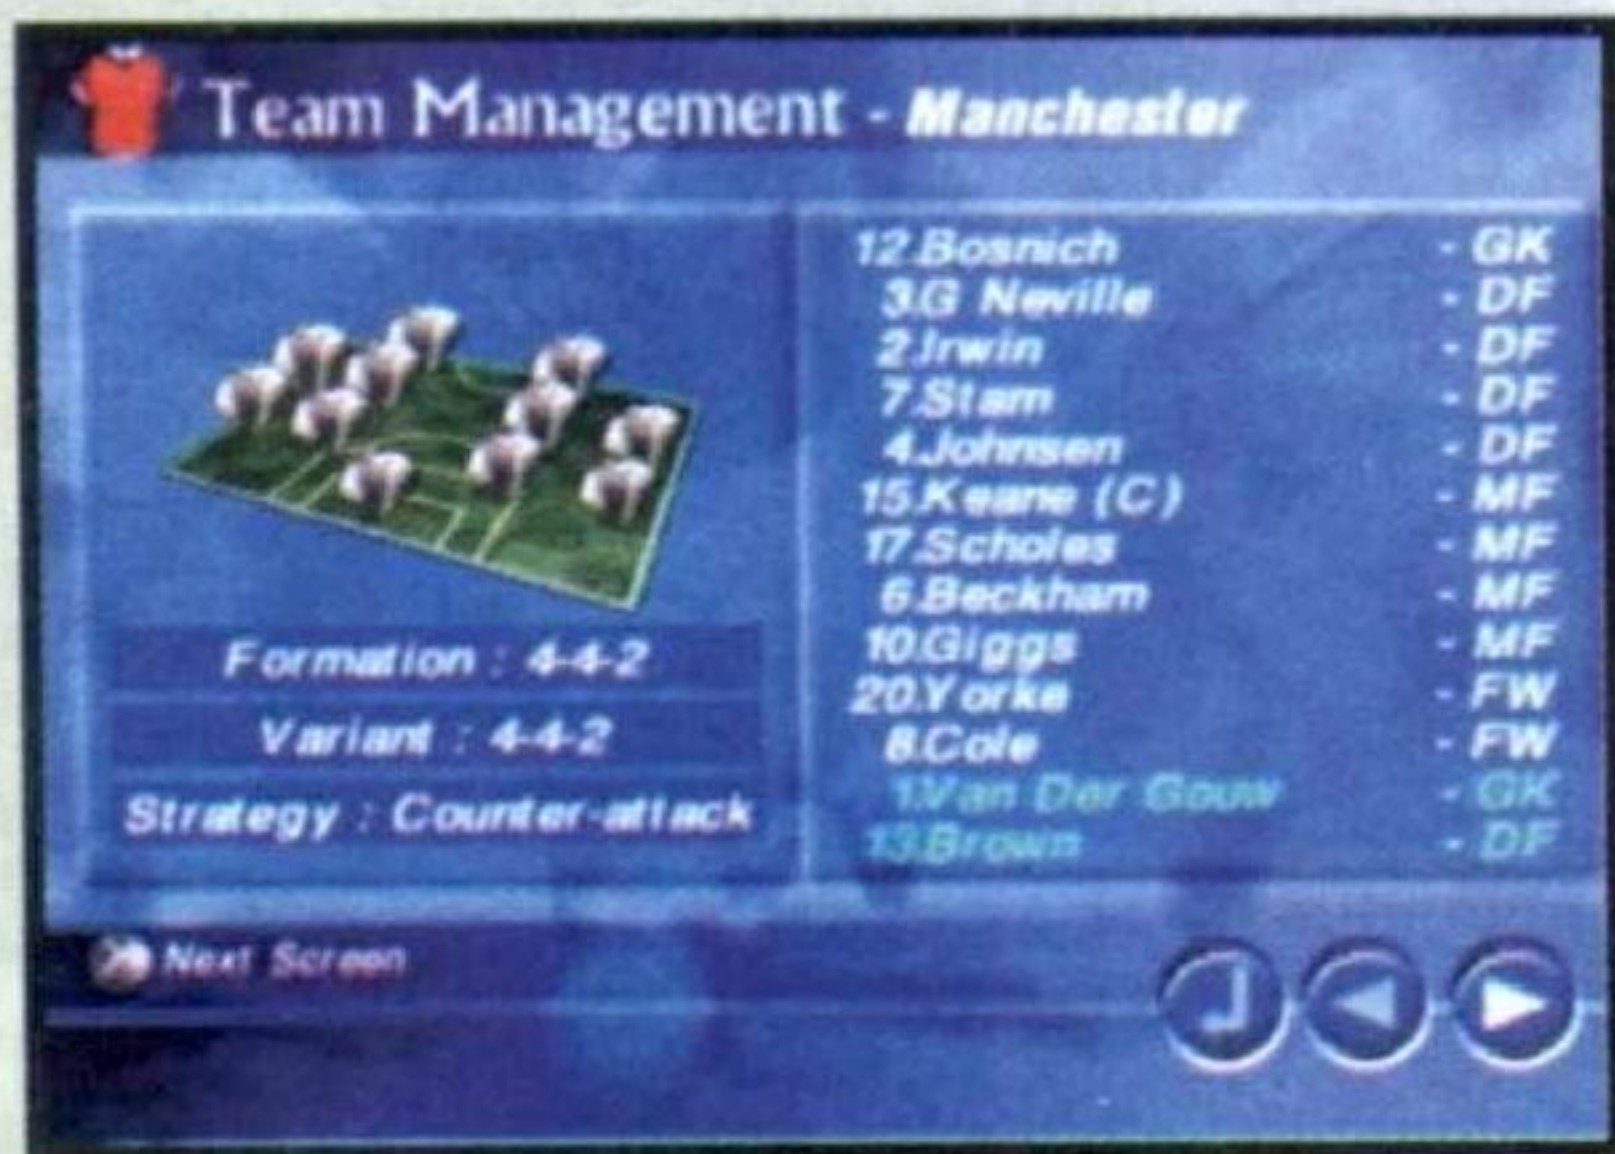 Team Management - Manchester
12.Bosnich - GK
3.G Neville - DF
2.Irwin - DF
7.Stam - DF
4.Johnsen - DF
15.Keane (C) - MF
17.Scholes - MF
6.Beckham - MF
10.Giggs - MF
20.Yorke - FW
8.Cole - FW
1.Van Der Gouw - GK
13.Brown - DF
Formation : 4-4-2
Variant : 4-4-2
Strategy : Counter-attack
Next Screen